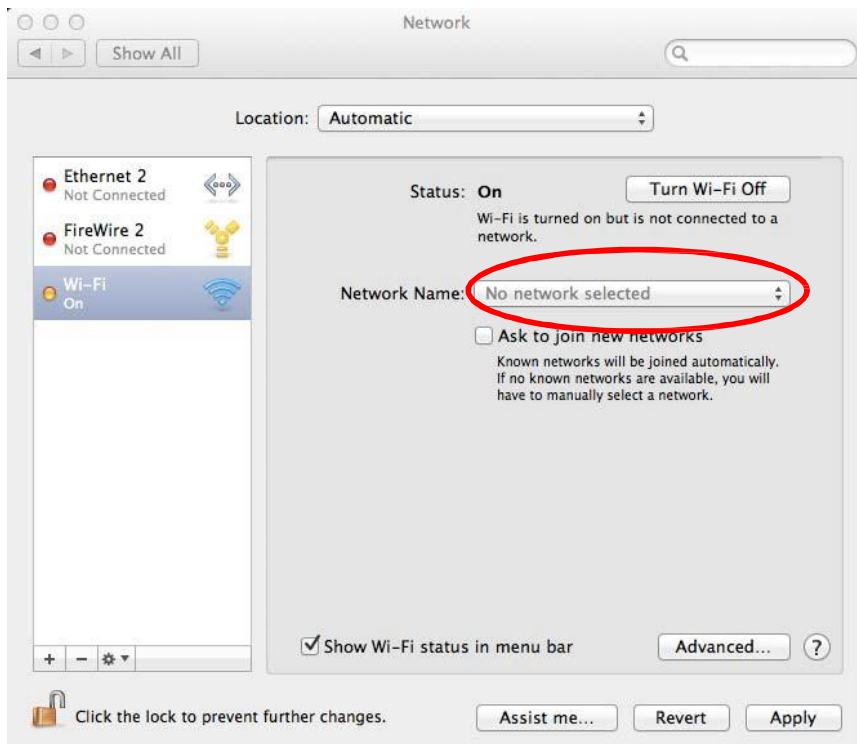 Network
Show All
Location: Automatic
Ethernet 2
Not Connected
FireWire 2
Not Connected
Wi-Fi
On
Status: On
Turn Wi-Fi Off
Wi-Fi is turned on but is not connected to a
network.
Network Name: No network selected
Ask to join new networks
Known networks will be joined automatically.
If no known networks are available, you will
have to manually select a network.
+ −
Show Wi-Fi status in menu bar
Advanced...
?
Click the lock to prevent further changes.
Assist me...
Revert
Apply